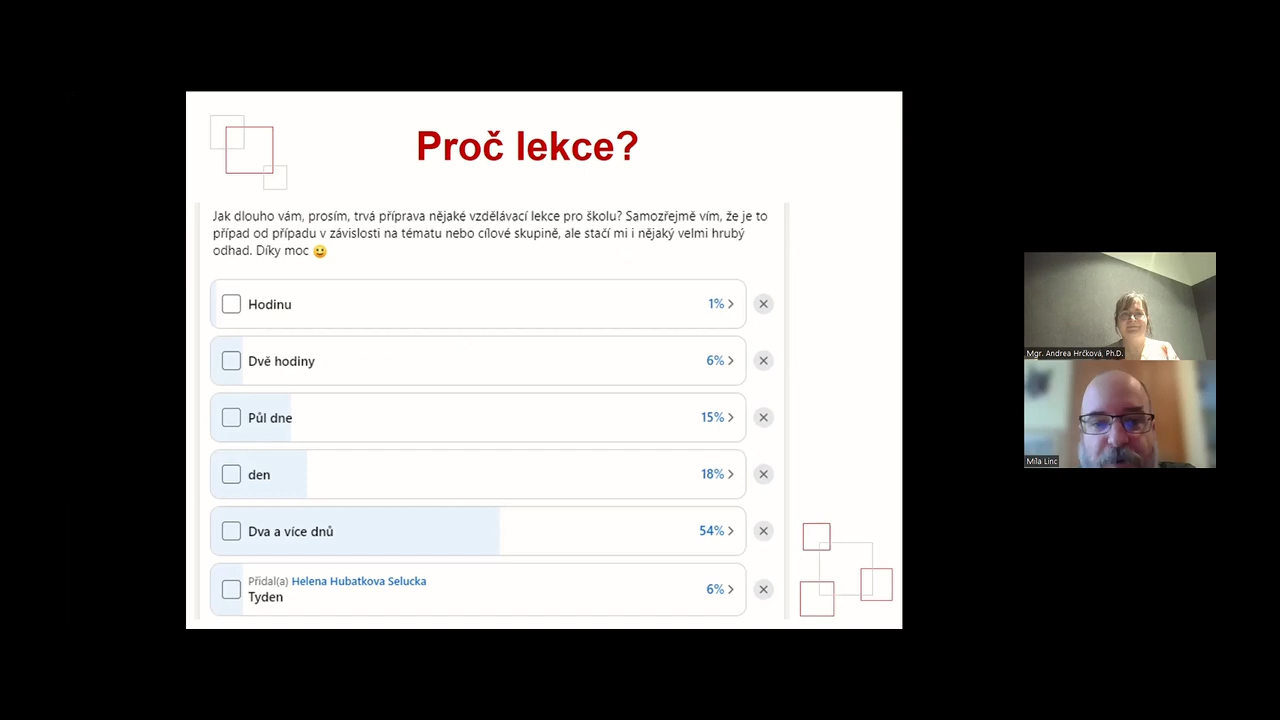 Proč lekce?
Jak dlouho vám, prosím, trvá příprava nějaké vzdělávací lekce pro školu? Samozřejmě vím, že je to
případ od případu v závislosti na tématu nebo cílové skupině, ale stačí mi i nějaký velmi hrubý
odhad. Díky moc 😀
Hodinu 1%
Dvě hodiny 6%
Půl dne 15%
den 18%
Dva a více dnů 54%
Přidal(a) Helena Hubatkova Selucka
Tyden 6%
Mgr. Andrea Hrčková, Ph.D.
Míla Linc